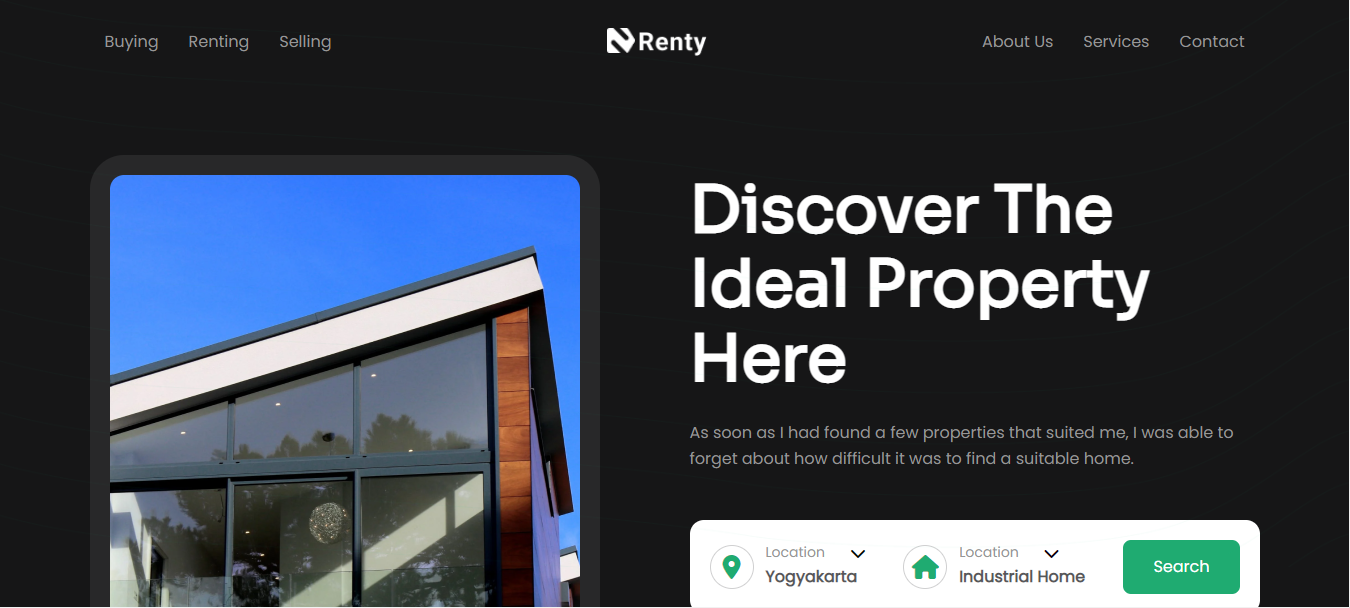 Buying Renting Selling Renty About Us Services Contact
Discover The
Ideal Property
Here
As soon as I had found a few properties that suited me, I was able to
forget about how difficult it was to find a suitable home.
Location Location
Yogyakarta Industrial Home Search